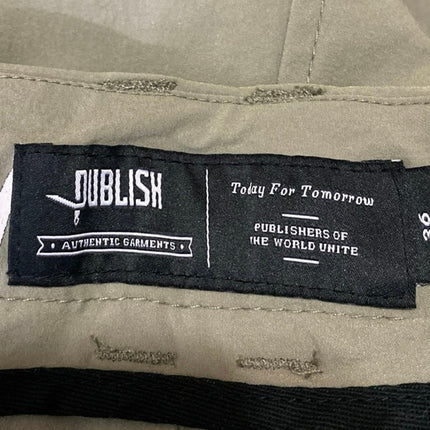 PUBLISH
• AUTHENTIC GARMENTS •
Today For Tomorrow
PUBLISHERS OF
THE WORLD UNITE
36